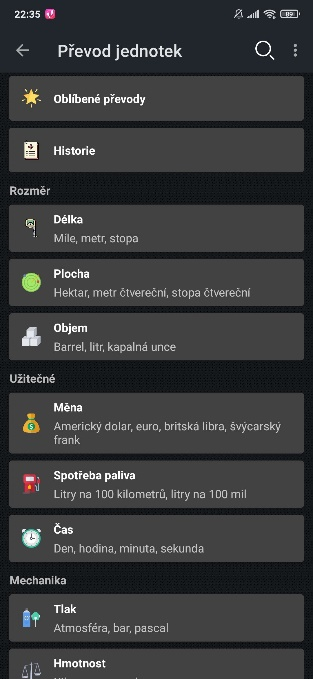 22:35
89
Převod jednotek
Oblíbené převody
Historie
Rozměr
Délka
Míle, metr, stopa
Plocha
Hektar, metr čtvereční, stopa čtvereční
Objem
Barrel, litr, kapalná unce
Užitečné
Měna
Americký dolar, euro, britská libra, švýcarský
frank
Spotřeba paliva
Litry na 100 kilometrů, litry na 100 mil
Čas
Den, hodina, minuta, sekunda
Mechanika
Tlak
Atmosféra, bar, pascal
Hmotnost